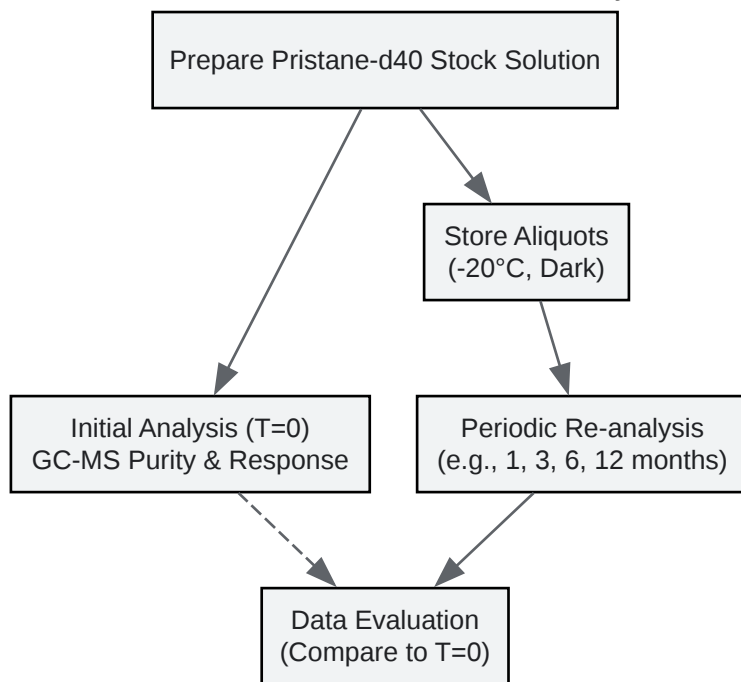 Prepare Pristane-d40 Stock Solution
Store Aliquots
(-20°C, Dark)
Initial Analysis (T=0)
GC-MS Purity & Response
Periodic Re-analysis
(e.g., 1, 3, 6, 12 months)
Data Evaluation
(Compare to T=0)